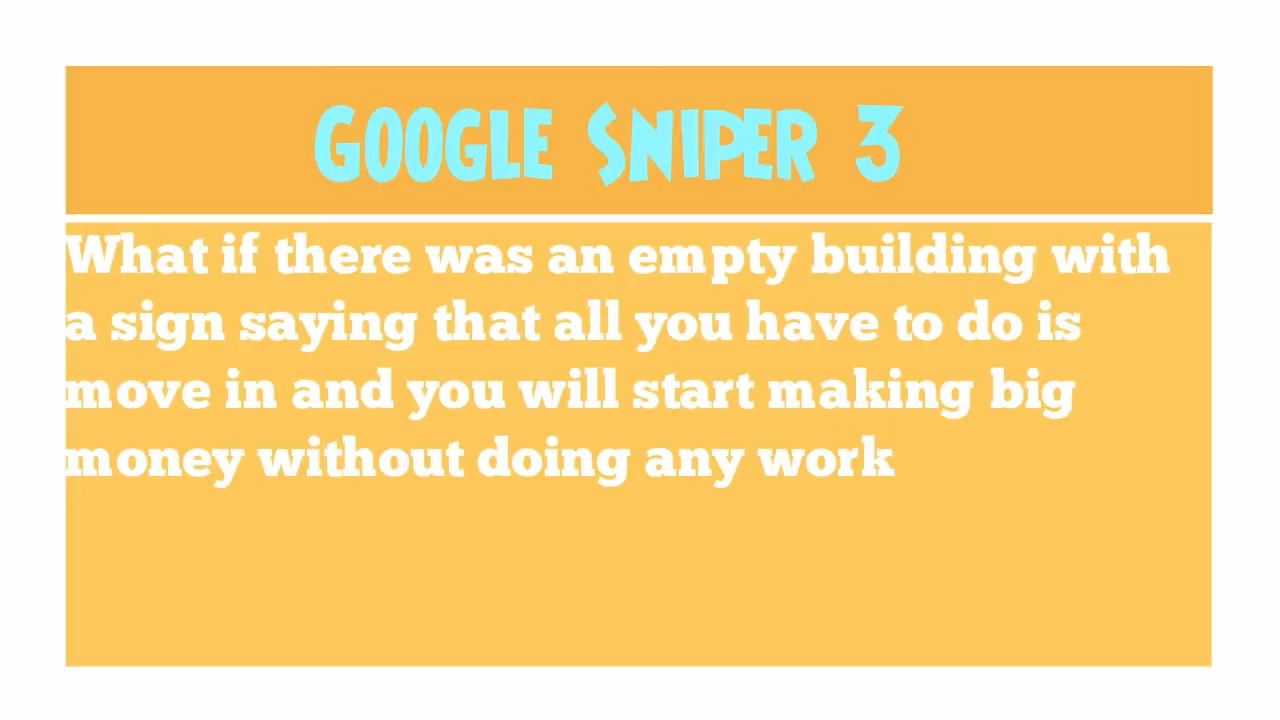 GOOGLE SNIPER 3
What if there was an empty building with
a sign saying that all you have to do is
move in and you will start making big
money without doing any work